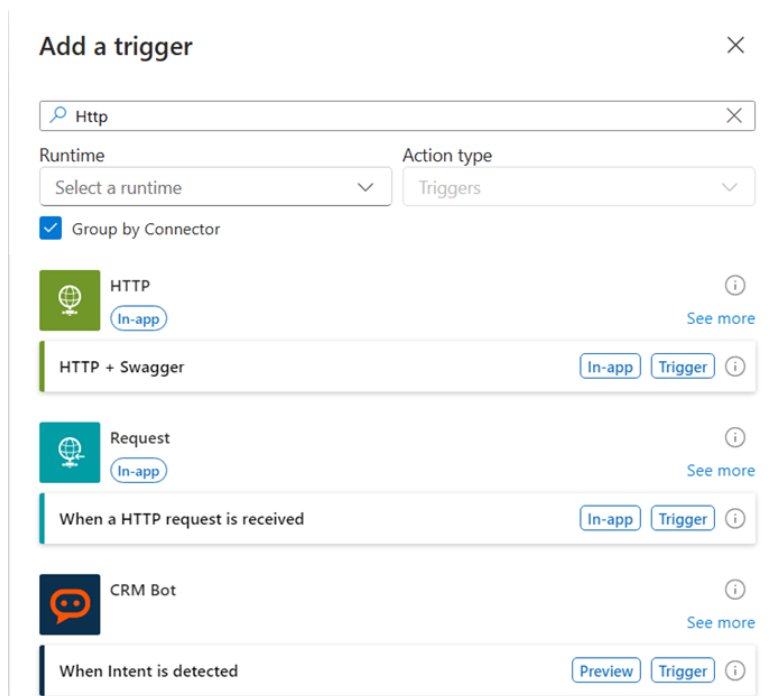 Add a trigger
Http
Runtime Action type
Select a runtime Triggers
Group by Connector
HTTP
In-app
See more
HTTP + Swagger In-app Trigger
Request
In-app
See more
When a HTTP request is received In-app Trigger
CRM Bot
See more
When Intent is detected Preview Trigger